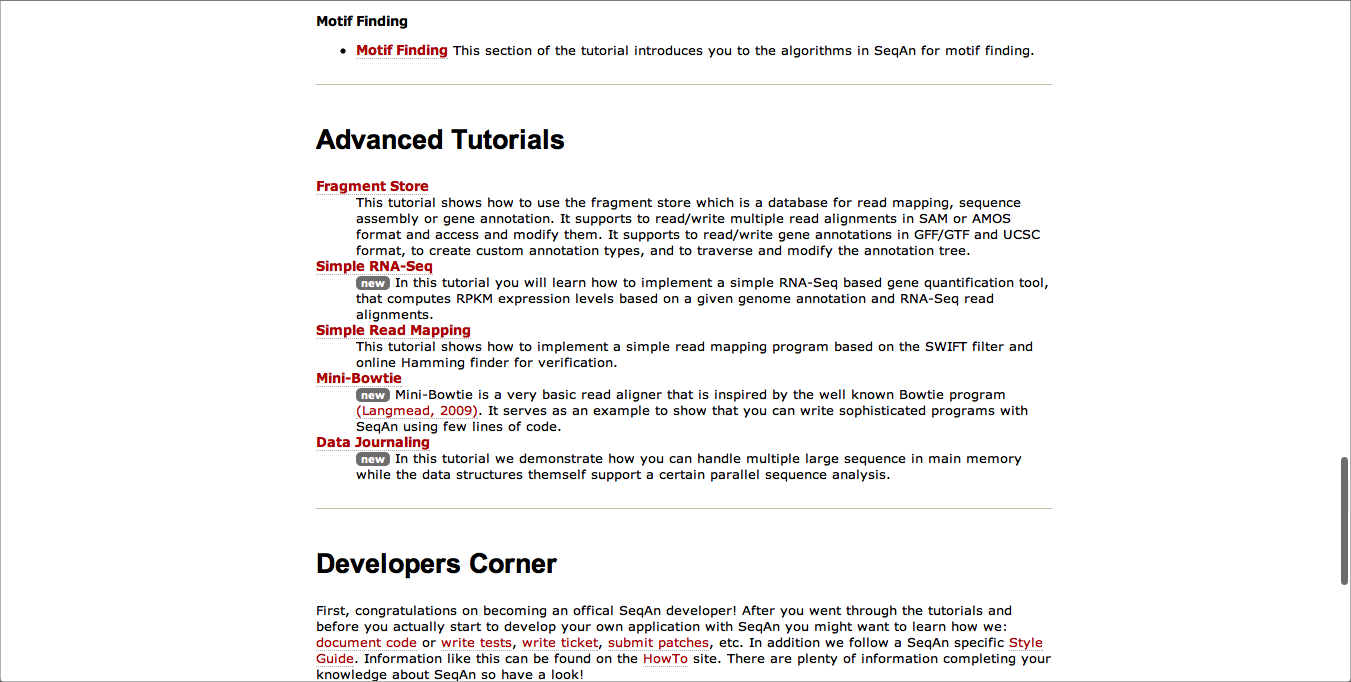 Motif Finding
• Motif Finding This section of the tutorial introduces you to the algorithms in SeqAn for motif finding.
Advanced Tutorials
Fragment Store
This tutorial shows how to use the fragment store which is a database for read mapping, sequence
assembly or gene annotation. It supports to read/write multiple read alignments in SAM or AMOS
format and access and modify them. It supports to read/write gene annotations in GFF/GTF and UCSC
format, to create custom annotation types, and to traverse and modify the annotation tree.
Simple RNA-Seq
new In this tutorial you will learn how to implement a simple RNA-Seq based gene quantification tool,
that computes RPKM expression levels based on a given genome annotation and RNA-Seq read
alignments.
Simple Read Mapping
This tutorial shows how to implement a simple read mapping program based on the SWIFT filter and
online Hamming finder for verification.
Mini-Bowtie
new Mini-Bowtie is a very basic read aligner that is inspired by the well known Bowtie program
(Langmead, 2009). It serves as an example to show that you can write sophisticated programs with
SeqAn using few lines of code.
Data Journaling
new In this tutorial we demonstrate how you can handle multiple large sequence in main memory
while the data structures themself support a certain parallel sequence analysis.
Developers Corner
First, congratulations on becoming an offical SeqAn developer! After you went through the tutorials and
before you actually start to develop your own application with SeqAn you might want to learn how we:
document code or write tests, write ticket, submit patches, etc. In addition we follow a SeqAn specific Style
Guide. Information like this can be found on the HowTo site. There are plenty of information completing your
knowledge about SeqAn so have a look!